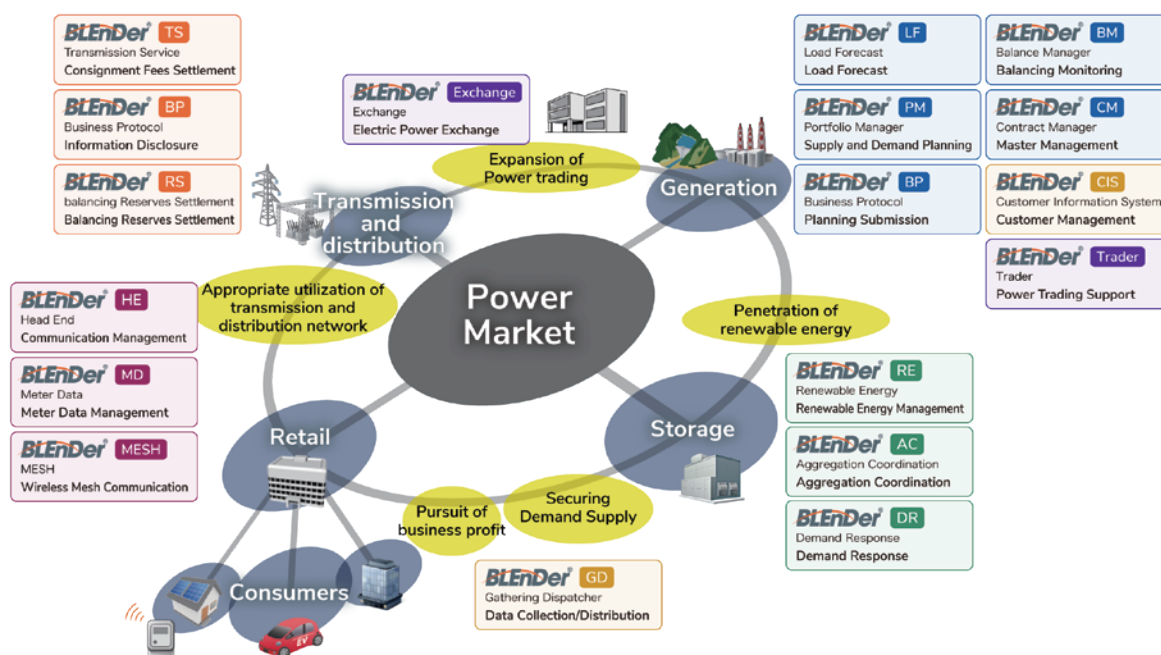 BLEnDer® TS
Transmission Service
Consignment Fees Settlement
BLEnDer® BP
Business Protocol
Information Disclosure
BLEnDer® RS
balancing Reserves Settlement
Balancing Reserves Settlement
BLEnDer® Exchange
Exchange
Electric Power Exchange
BLEnDer® LF
Load Forecast
Load Forecast
BLEnDer® BM
Balance Manager
Balancing Monitoring
BLEnDer® PM
Portfolio Manager
Supply and Demand Planning
BLEnDer® CM
Contract Manager
Master Management
BLEnDer® BP
Business Protocol
Planning Submission
BLEnDer® CIS
Customer Information System
Customer Management
BLEnDer® Trader
Trader
Power Trading Support
Expansion of
Power trading
Generation
Transmission
and
distribution
Power
Market
Appropriate utilization of
transmission and
distribution network
Penetration of
renewable energy
BLEnDer® HE
Head End
Communication Management
BLEnDer® MD
Meter Data
Meter Data Management
BLEnDer® MESH
MESH
Wireless Mesh Communication
Retail
Storage
BLEnDer® RE
Renewable Energy
Renewable Energy Management
BLEnDer® AC
Aggregation Coordination
Aggregation Coordination
BLEnDer® DR
Demand Response
Demand Response
Pursuit of
business profit
Securing
Demand Supply
Consumers
EV
BLEnDer® GD
Gathering Dispatcher
Data Collection/Distribution